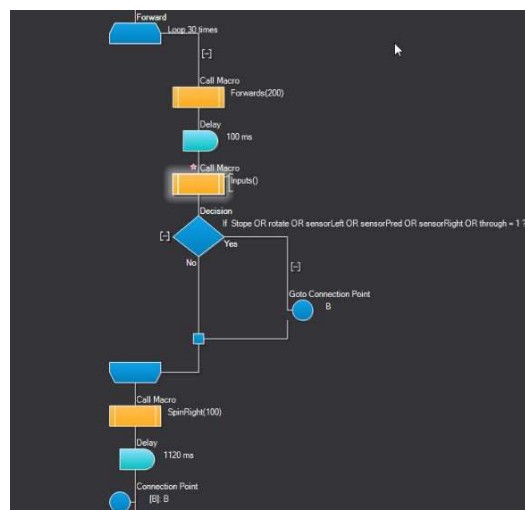 Forward
Loop 30 times
[-]
Call Macro
Forwards(200)
Delay
100 ms
Call Macro
Inputs()
Decision
[-]
If Stope OR rotate OR sensorLeft OR sensorPred OR sensorRight OR through = 1 ?
Yes
No
[-]
Goto Connection Point
B
Call Macro
SpinRight(100)
Delay
1120 ms
Connection Point
[B]: B